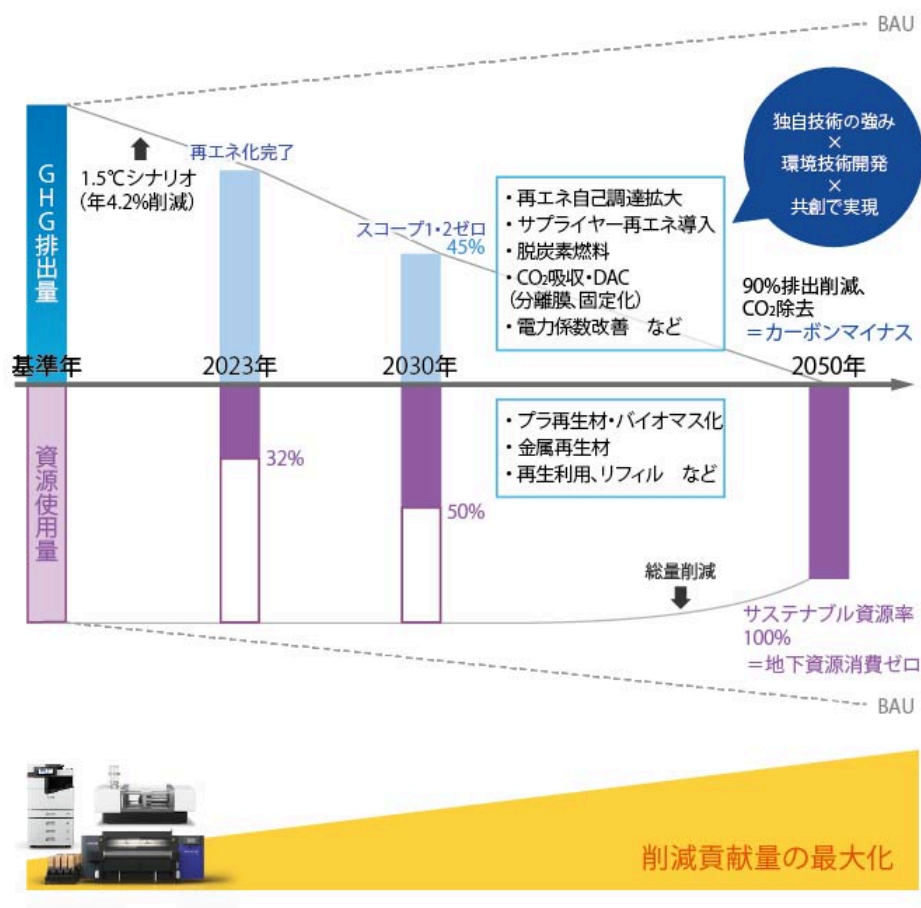 BAU
GHG排出量
1.5℃シナリオ
（年4.2%削減）
再エネ化完了
スコープ1・2ゼロ
45%
・再エネ自己調達拡大
・サプライヤー再エネ導入
・脱炭素燃料
・CO₂吸収・DAC
（分離膜、固定化）
・電力係数改善　など
独自技術の強み
×
環境技術開発
×
共創で実現
90%排出削減、
CO₂除去
＝カーボンマイナス
基準年
2023年
2030年
2050年
資源使用量
32%
50%
・プラ再生材・バイオマス化
・金属再生材
・再生利用、リフィル　など
総量削減
サステナブル資源率
100%
＝地下資源消費ゼロ
BAU
削減貢献量の最大化